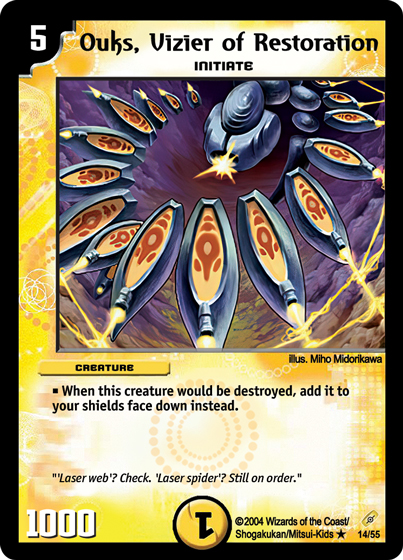 5 Ouks, Vizier of Restoration
INITIATE
illus. Miho Midorikawa
CREATURE
▪ When this creature would be destroyed, add it to
your shields face down instead.
"'Laser web'? Check. 'Laser spider'? Still on order."
1000
1
©2004 Wizards of the Coast/
Shogakukan/Mitsui-Kids ★ 14/55